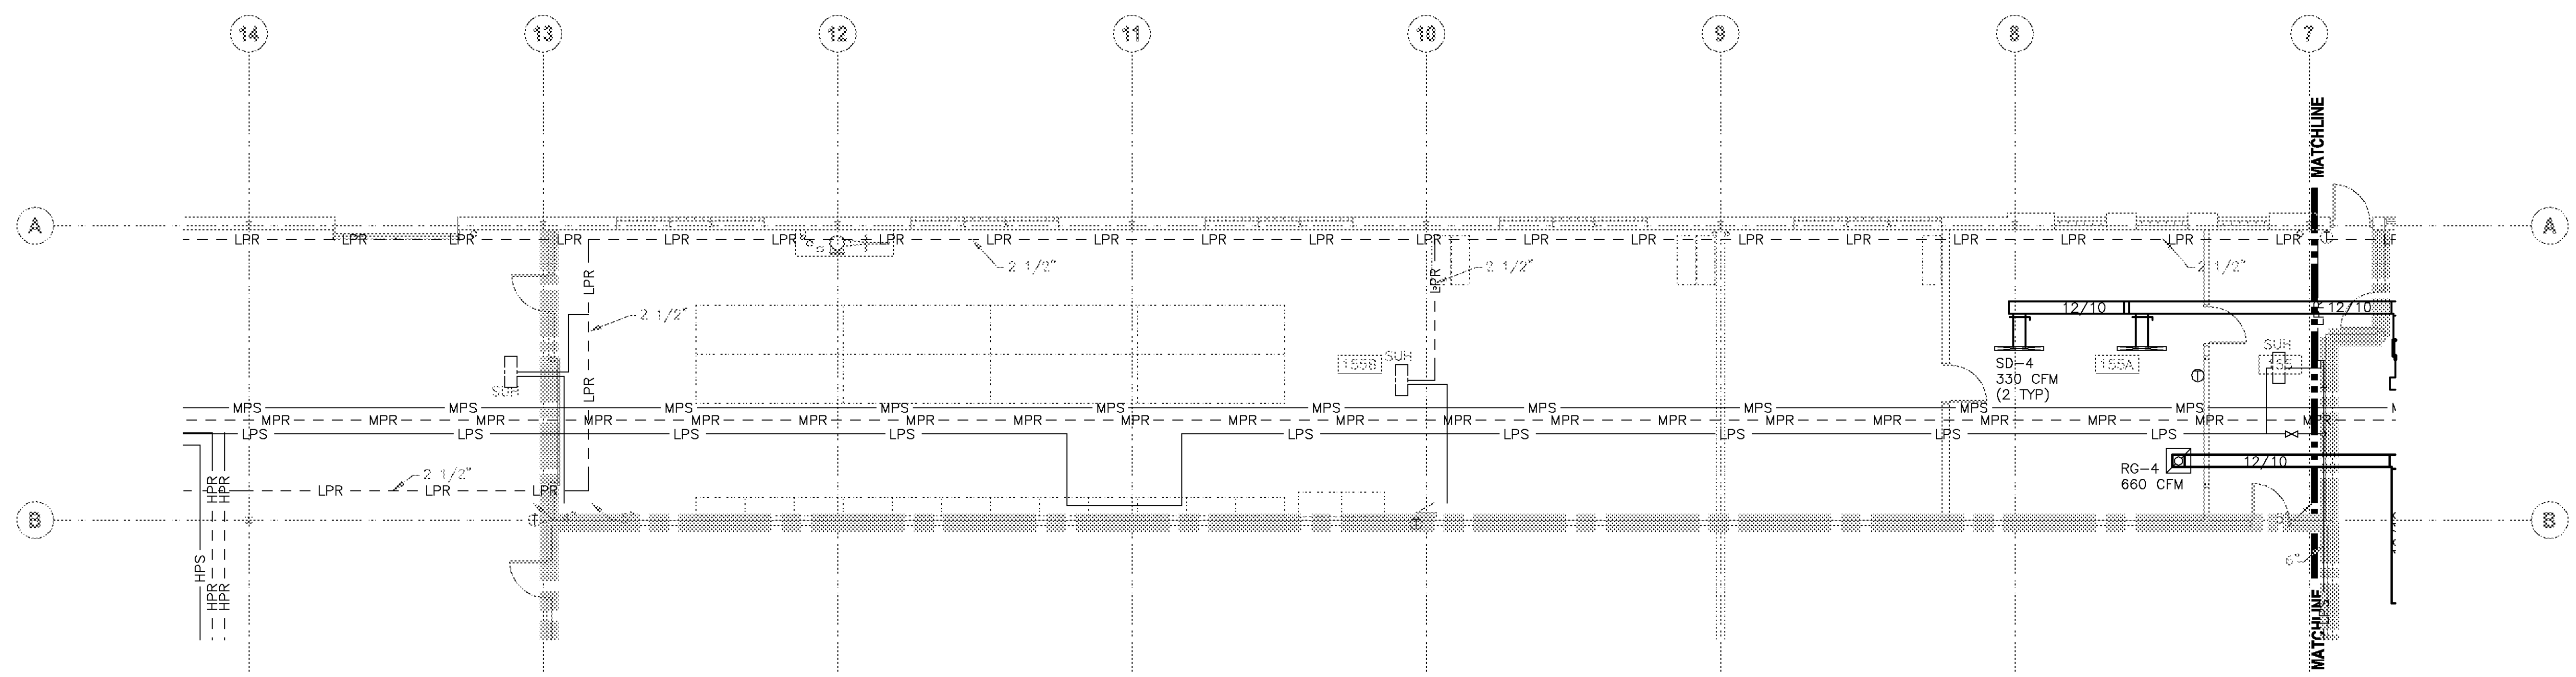 14 13 12 11 10 9 8 7
MATCHLINE
A A
LPR LPR LPR LPR LPR LPR LPR LPR LPR LPR LPR LPR LPR LPR LPR LPR LPR LPR LPR LPR
2 1/2" 2 1/2" 2 1/2"
LPR LPR
2 1/2"
12/10 12/10
SUH 155B SUH
SD-4
330 CFM
(2 TYP)
155A
SUH
155
LPR
MPS MPS MPS MPS MPS MPS MPS MPS MPS MPS
MPR MPR MPR MPR MPR MPR MPR MPR MPR MPR MPR MPR MPR MPR MPR MPR MPR MPR MPR
LPS LPS LPS LPS LPS LPS LPS LPS LPS
RG-4
660 CFM
12/10
2 1/2"
LPR LPR LPR
HPR HPR
B B
6"
HPS HPR HPR
MATCHLINE
LPS